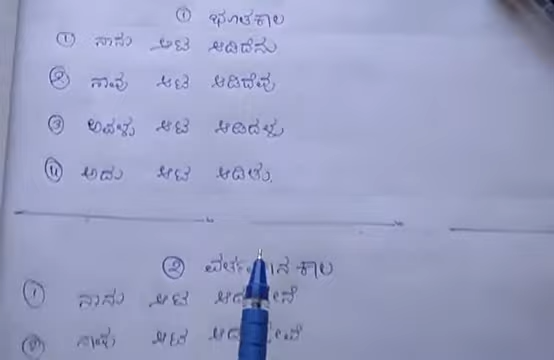 ① ಭೂತಕಾಲ
① ನಾನು ಆಟ ಆಡಿದೆನು
② ನಾವು ಆಟ ಆಡಿದೆವು
③ ಅವಳು ಆಟ ಆಡಿದಳು
④ ಅದು ಆಟ ಆಡಿತು.
② ಕಾಲ
① ನಾನು ಆಟ
② ನಾವು ಆಟ